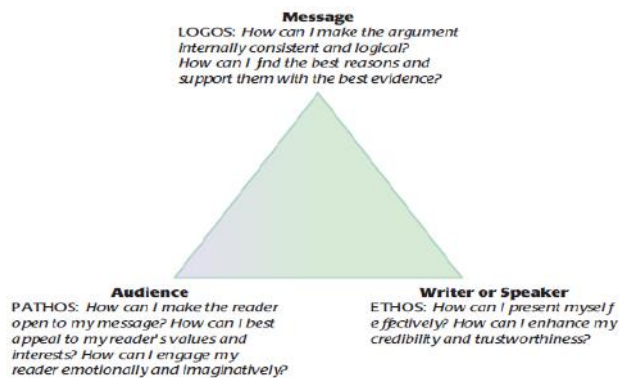 Message
LOGOS: How can I make the argument
internally consistent and logical?
How can I find the best reasons and
support them with the best evidence?
Audience
PATHOS: How can I make the reader
open to my message? How can I best
appeal to my reader's values and
interests? How can I engage my
reader emotionally and imaginatively?
Writer or Speaker
ETHOS: How can I present myself
effectively? How can I enhance my
credibility and trustworthiness?